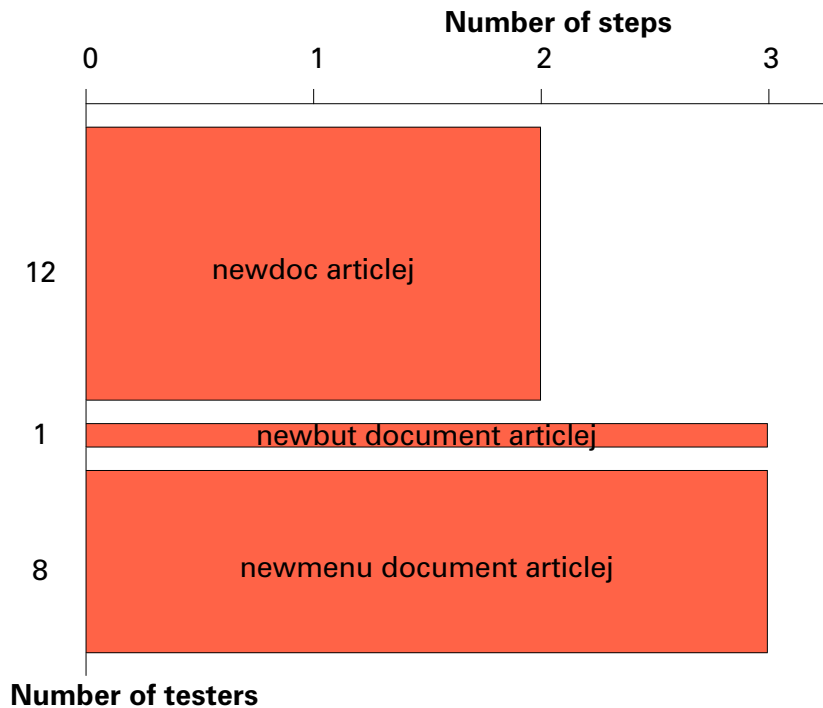 Number of steps
0 1 2 3
12 newdoc articlej
1 newbut document articlej
8 newmenu document articlej
Number of testers